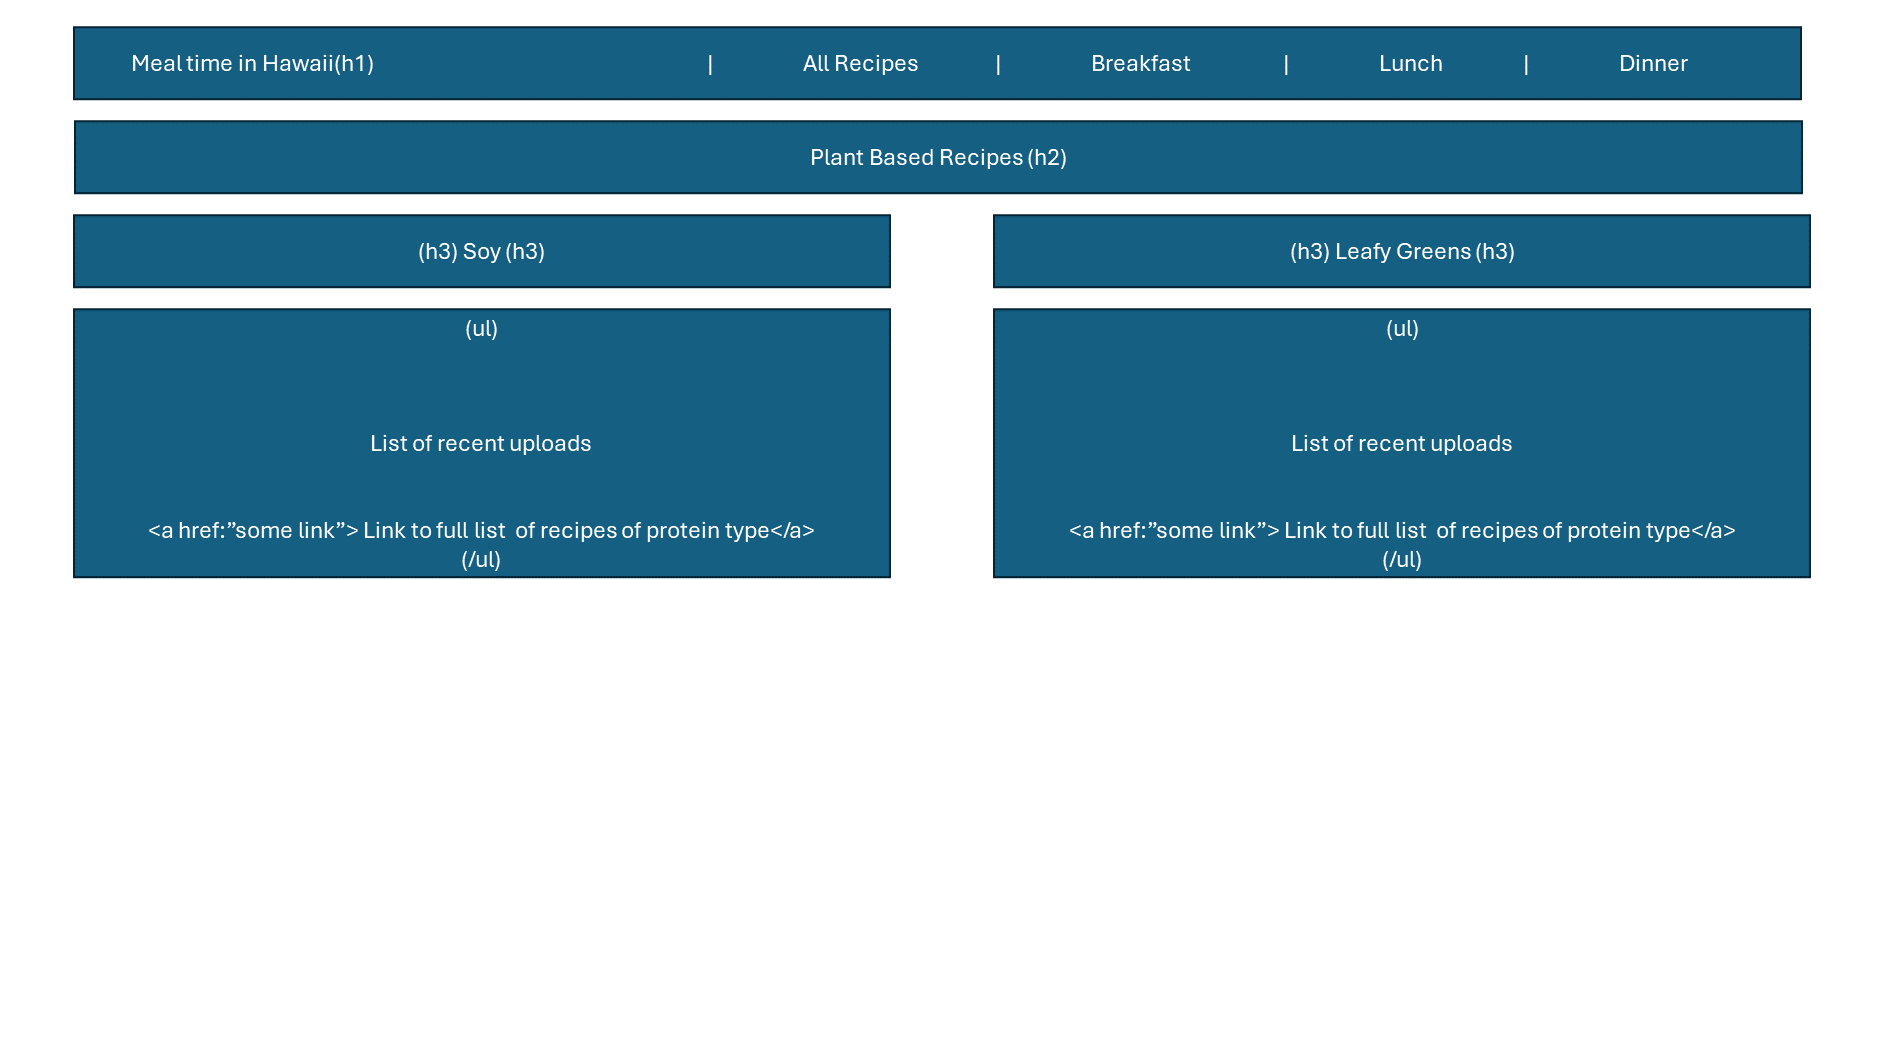 Meal time in Hawaii(h1) | All Recipes | Breakfast | Lunch | Dinner
Plant Based Recipes (h2)
(h3) Soy (h3)
(ul)
List of recent uploads
<a href:”some link”> Link to full list  of recipes of protein type</a>
(/ul)
(h3) Leafy Greens (h3)
(ul)
List of recent uploads
<a href:”some link”> Link to full list  of recipes of protein type</a>
(/ul)